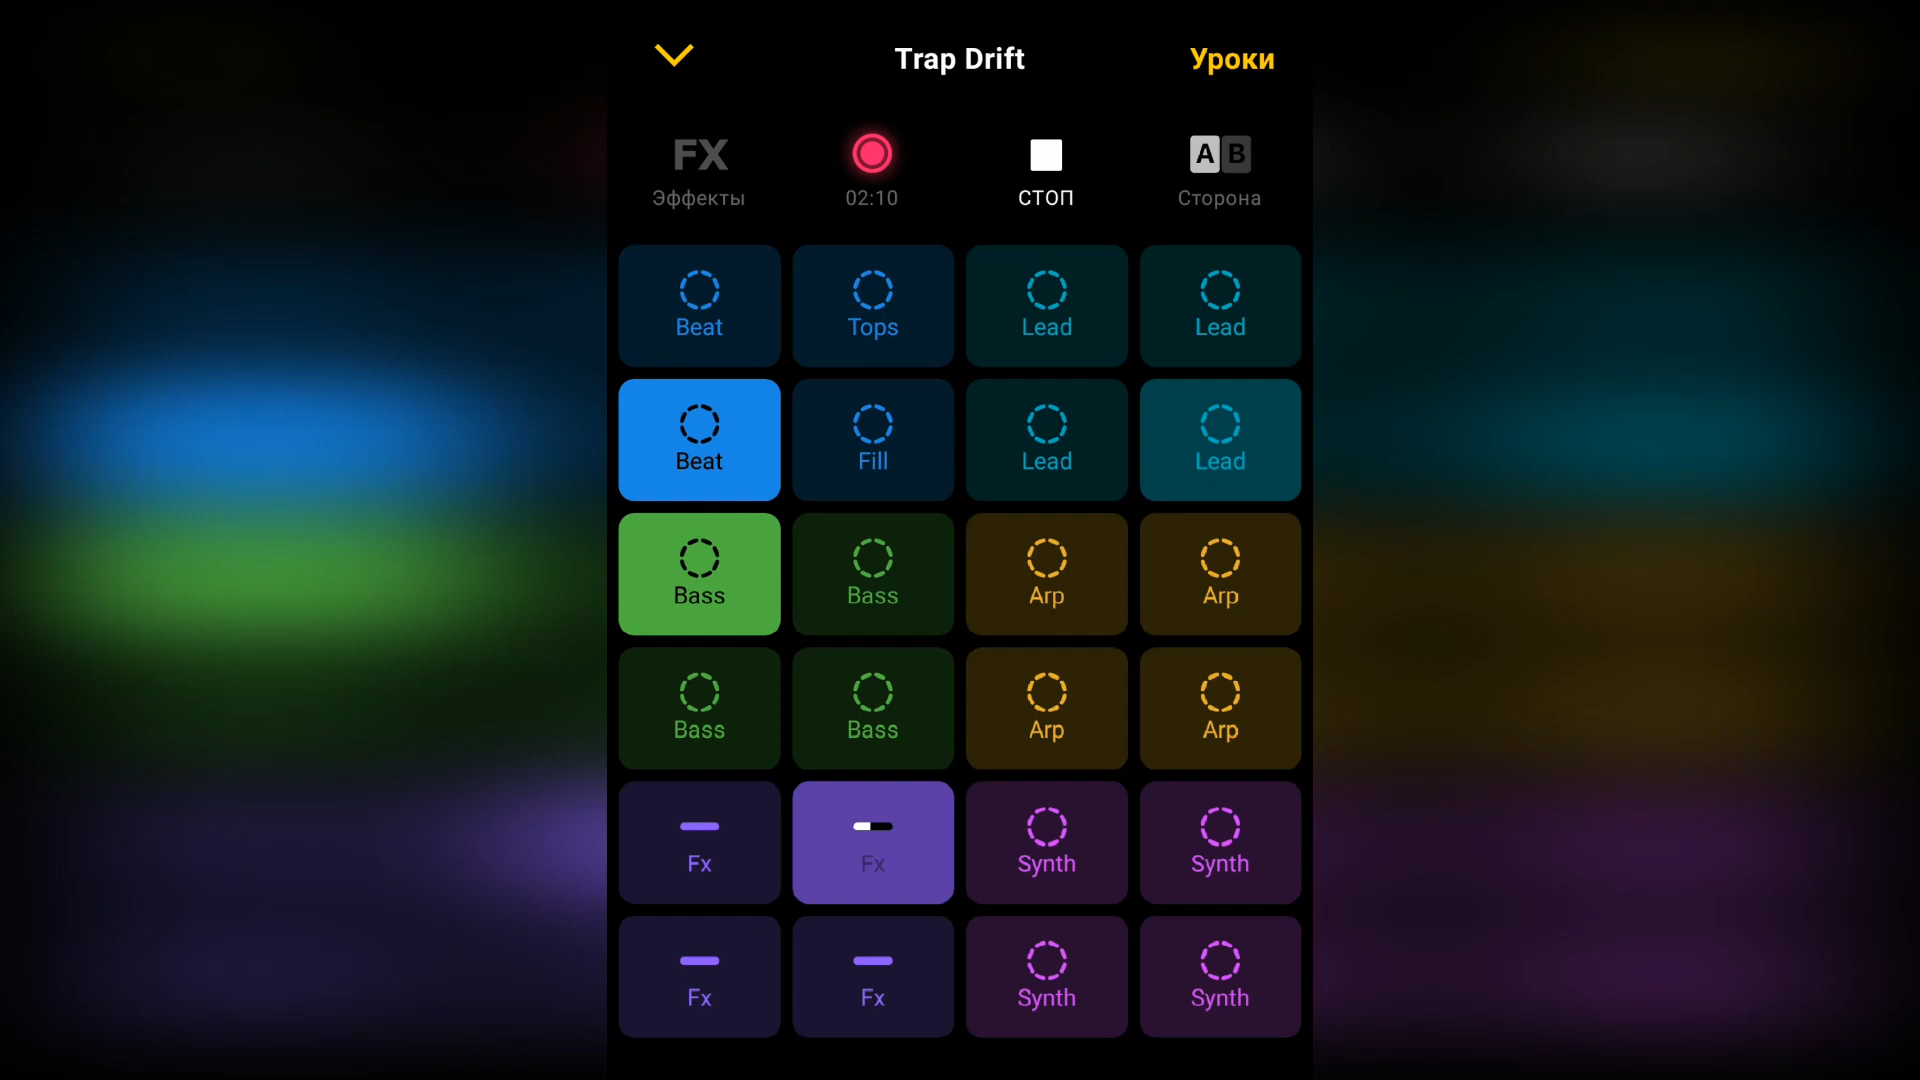 Trap Drift
Уроки
FX
A B
Эффекты
02:10
СТОП
Сторона
Beat
Tops
Lead
Lead
Beat
Fill
Lead
Lead
Bass
Bass
Arp
Arp
Bass
Bass
Arp
Arp
Fx
Fx
Synth
Synth
Fx
Fx
Synth
Synth